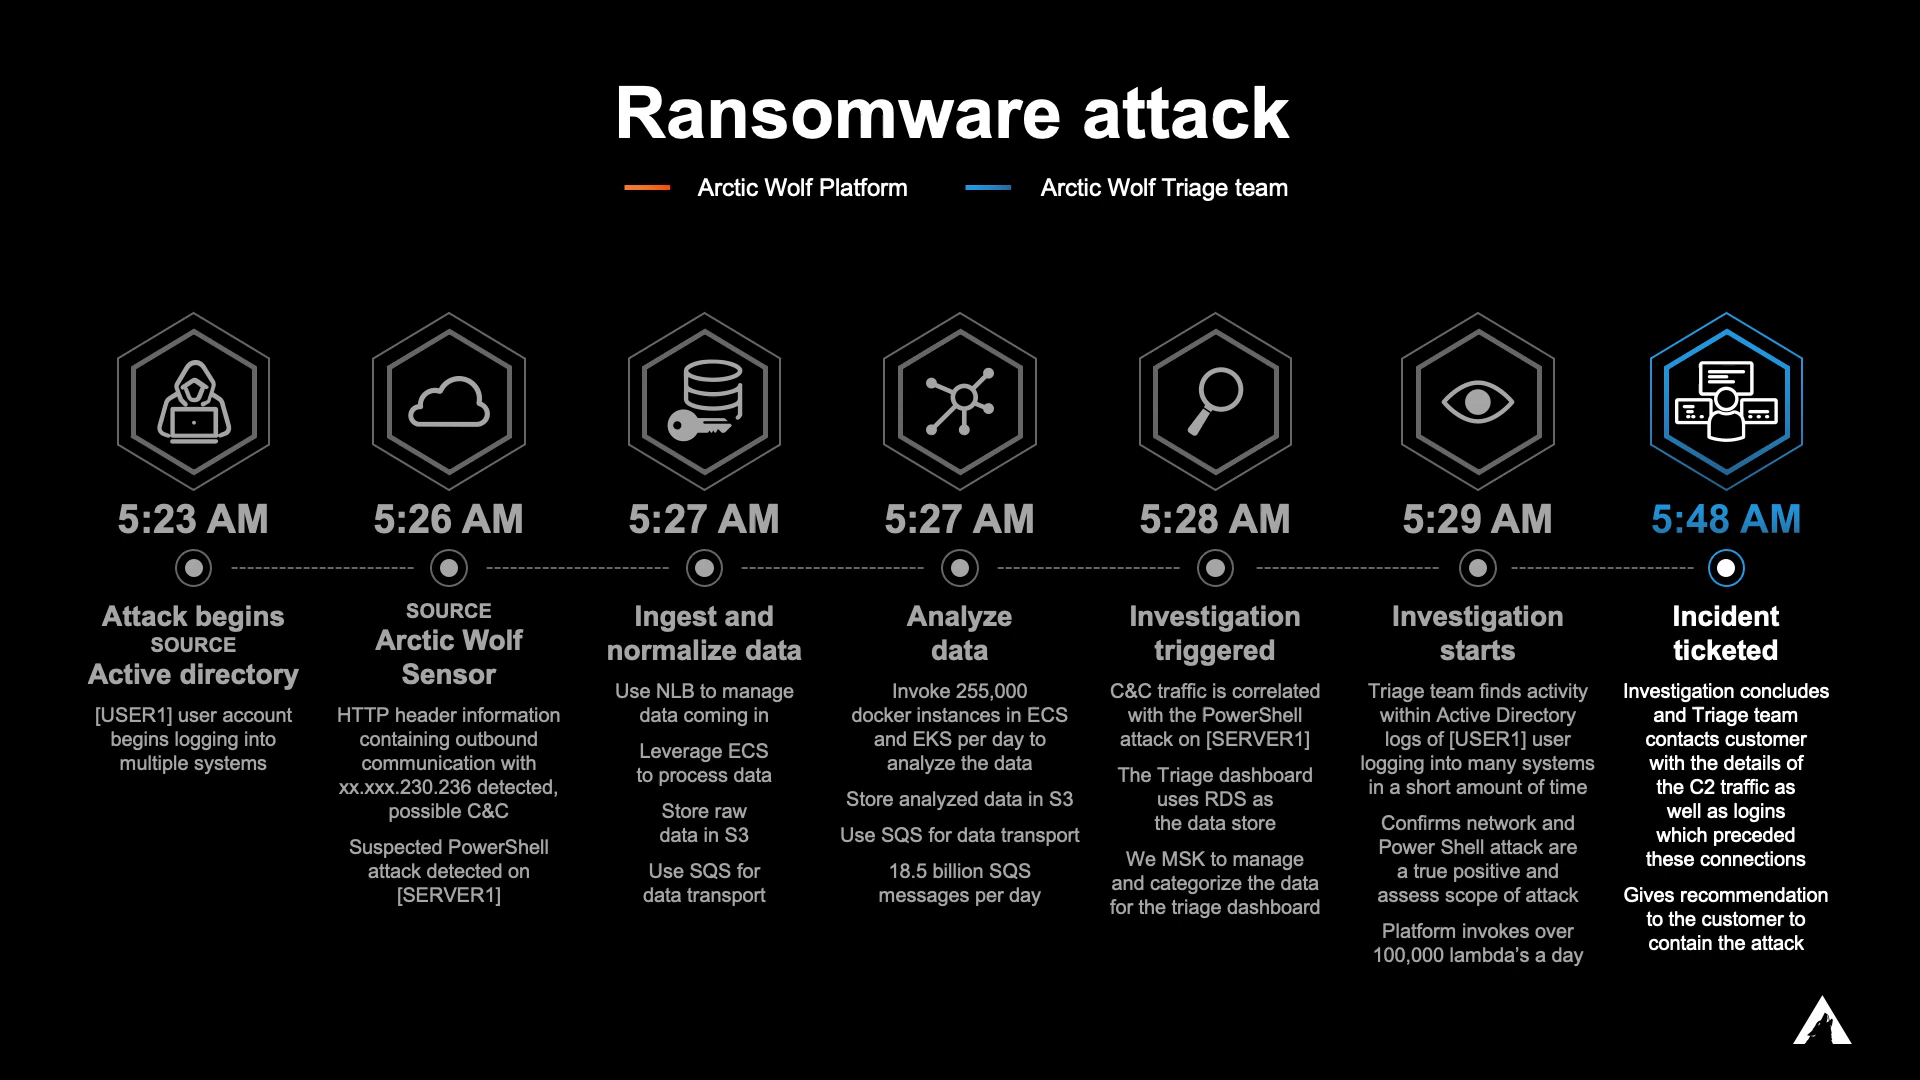 Ransomware attack
Arctic Wolf Platform
Arctic Wolf Triage team
5:23 AM
Attack begins
SOURCE
Active directory
[USER1] user account
begins logging into
multiple systems
5:26 AM
SOURCE
Arctic Wolf
Sensor
HTTP header information
containing outbound
communication with
xx.xxx.230.236 detected,
possible C&C
Suspected PowerShell
attack detected on
[SERVER1]
5:27 AM
Ingest and
normalize data
Use NLB to manage
data coming in
Leverage ECS
to process data
Store raw
data in S3
Use SQS for
data transport
5:27 AM
Analyze
data
Invoke 255,000
docker instances in ECS
and EKS per day to
analyze the data
Store analyzed data in S3
Use SQS for data transport
18.5 billion SQS
messages per day
5:28 AM
Investigation
triggered
C&C traffic is correlated
with the PowerShell
attack on [SERVER1]
The Triage dashboard
uses RDS as
the data store
We MSK to manage
and categorize the data
for the triage dashboard
5:29 AM
Investigation
starts
Triage team finds activity
within Active Directory
logs of [USER1] user
logging into many systems
in a short amount of time
Confirms network and
Power Shell attack are
a true positive and
assess scope of attack
Platform invokes over
100,000 lambda’s a day
5:48 AM
Incident
ticketed
Investigation concludes
and Triage team
contacts customer
with the details of
the C2 traffic as
well as logins
which preceded
these connections
Gives recommendation
to the customer to
contain the attack